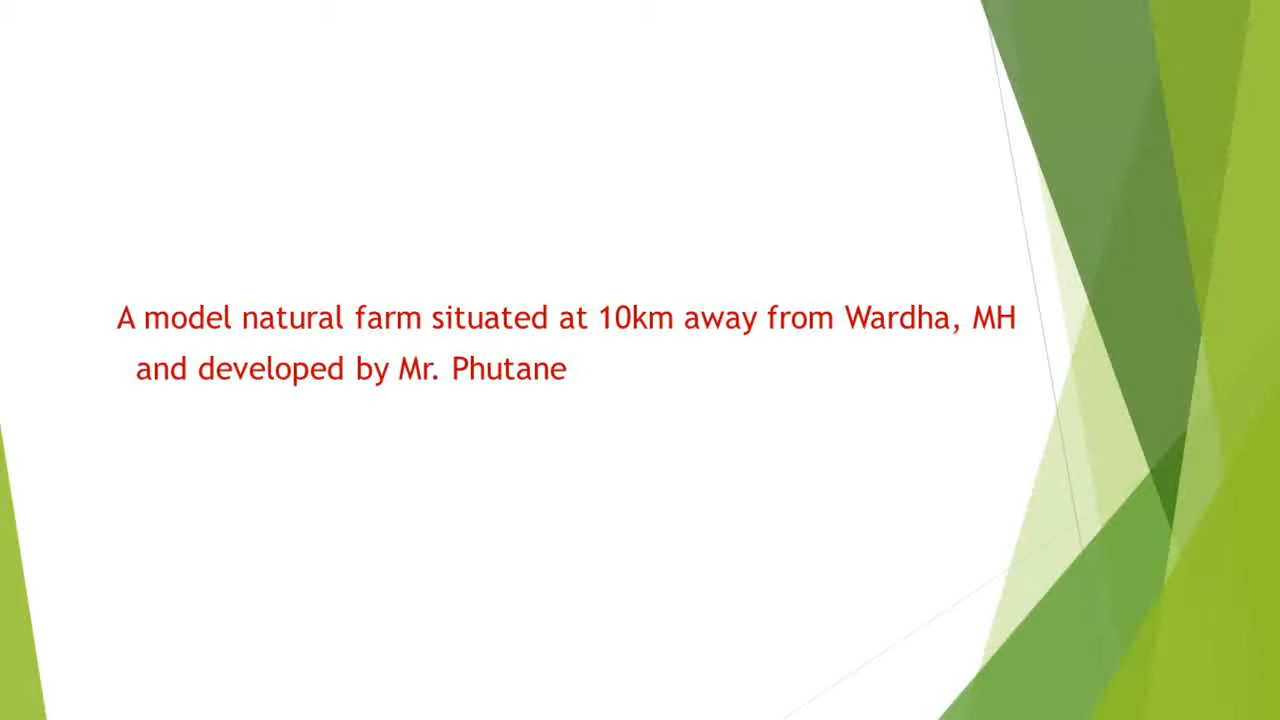 A model natural farm situated at 10km away from Wardha, MH
and developed by Mr. Phutane